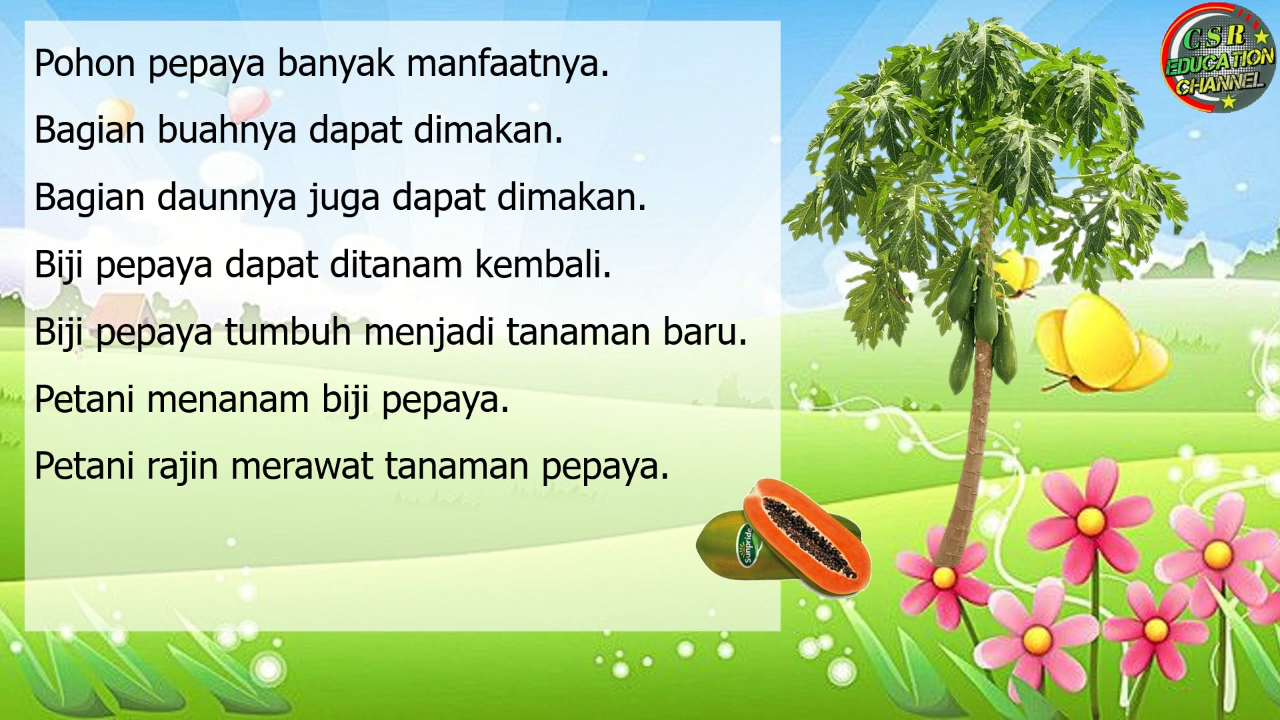 Pohon pepaya banyak manfaatnya.
Bagian buahnya dapat dimakan.
Bagian daunnya juga dapat dimakan.
Biji pepaya dapat ditanam kembali.
Biji pepaya tumbuh menjadi tanaman baru.
Petani menanam biji pepaya.
Petani rajin merawat tanaman pepaya.
CSR
EDUCATION
CHANNEL
Sunpride